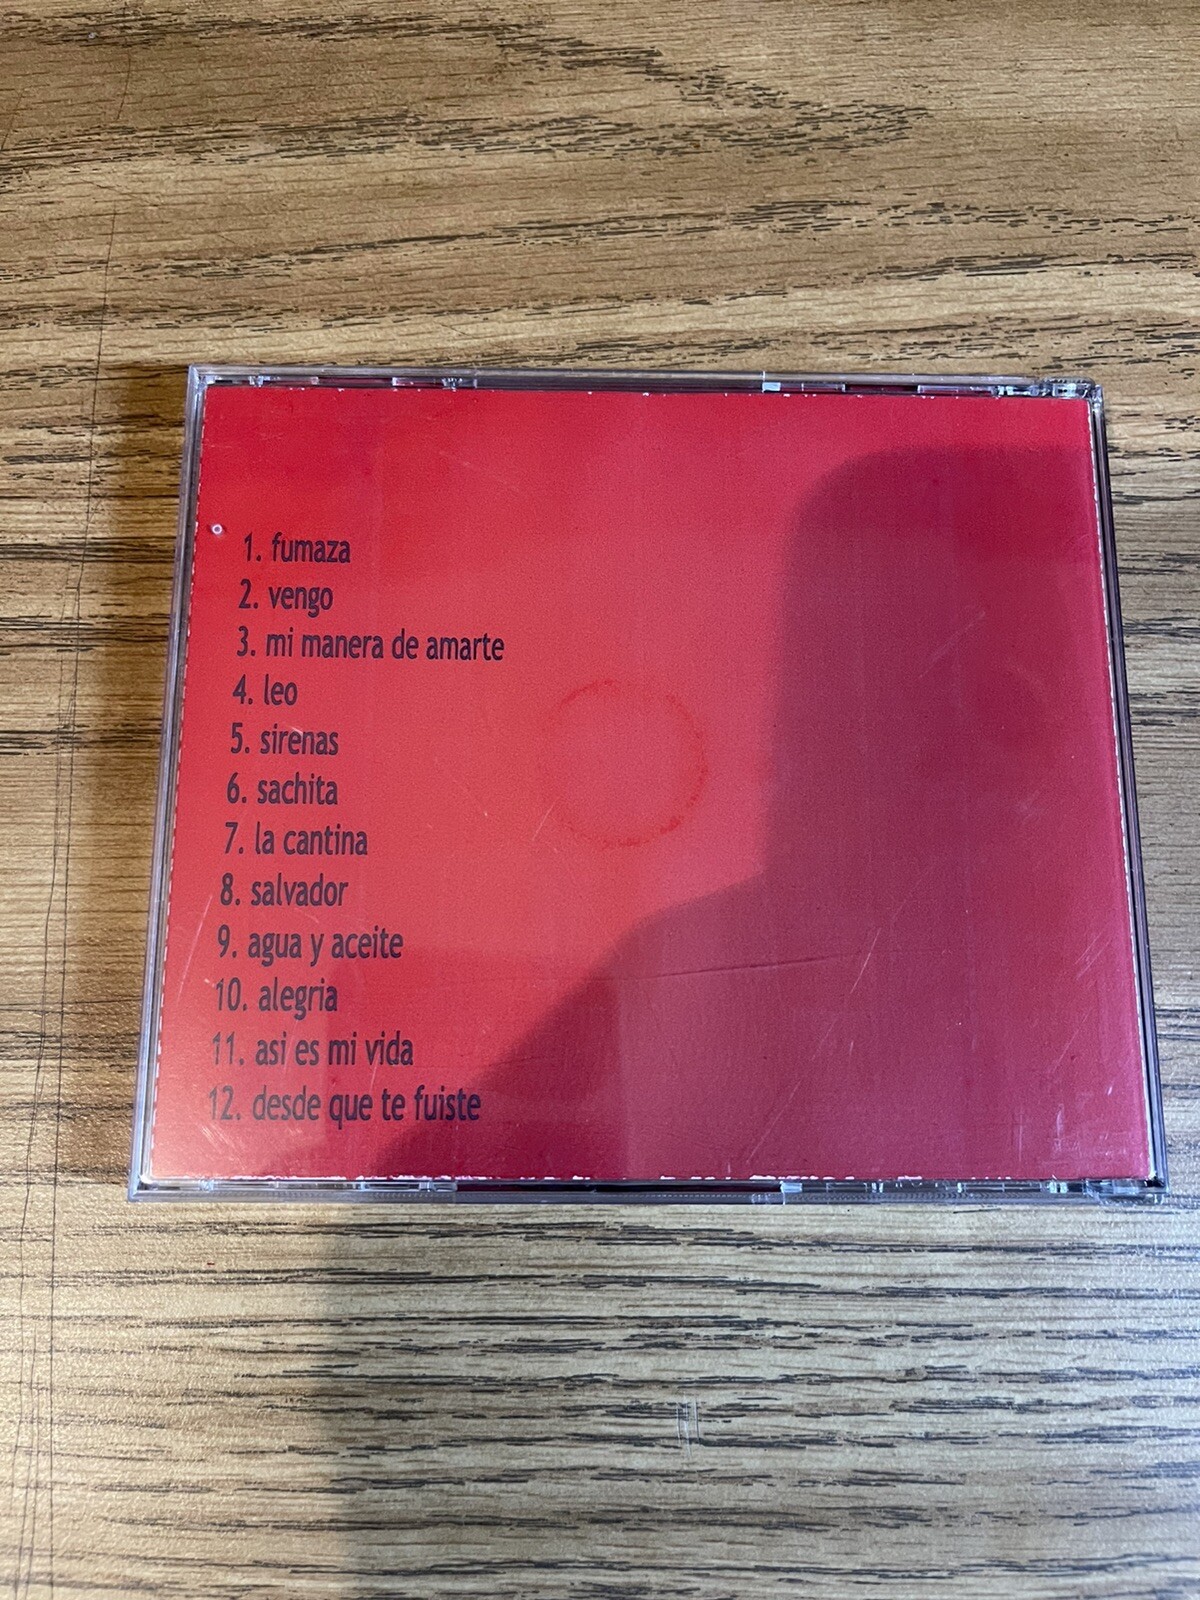 1. fumaza
2. vengo
3. mi manera de amarte
4. leo
5. sirenas
6. sachita
7. la cantina
8. salvador
9. agua y aceite
10. alegria
11. asi es mi vida
12. desde que te fuiste